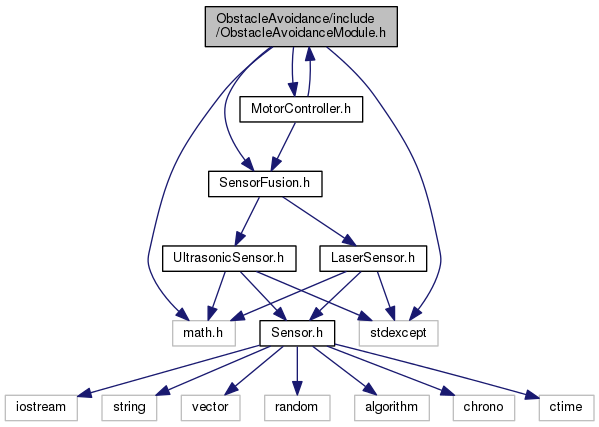 ObstacleAvoidance/include
/ObstacleAvoidanceModule.h
MotorController.h
SensorFusion.h
UltrasonicSensor.h
LaserSensor.h
math.h
Sensor.h
stdexcept
iostream
string
vector
random
algorithm
chrono
ctime